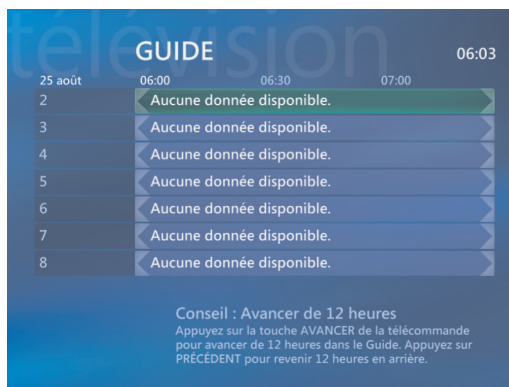 télévision
GUIDE 06:03
25 août 06:00 06:30 07:00
2 Aucune donnée disponible.
3 Aucune donnée disponible.
4 Aucune donnée disponible.
5 Aucune donnée disponible.
6 Aucune donnée disponible.
7 Aucune donnée disponible.
8 Aucune donnée disponible.
Conseil : Avancer de 12 heures
Appuyez sur la touche AVANCER de la télécommande
pour avancer de 12 heures dans le Guide. Appuyez sur
PRÉCÉDENT pour revenir 12 heures en arrière.